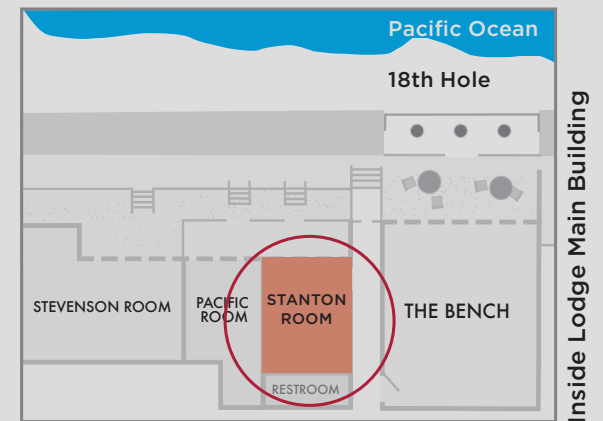 Pacific Ocean
18th Hole
Inside Lodge Main Building
STEVENSON ROOM
PACIFIC
ROOM
STANTON
ROOM
THE BENCH
RESTROOM